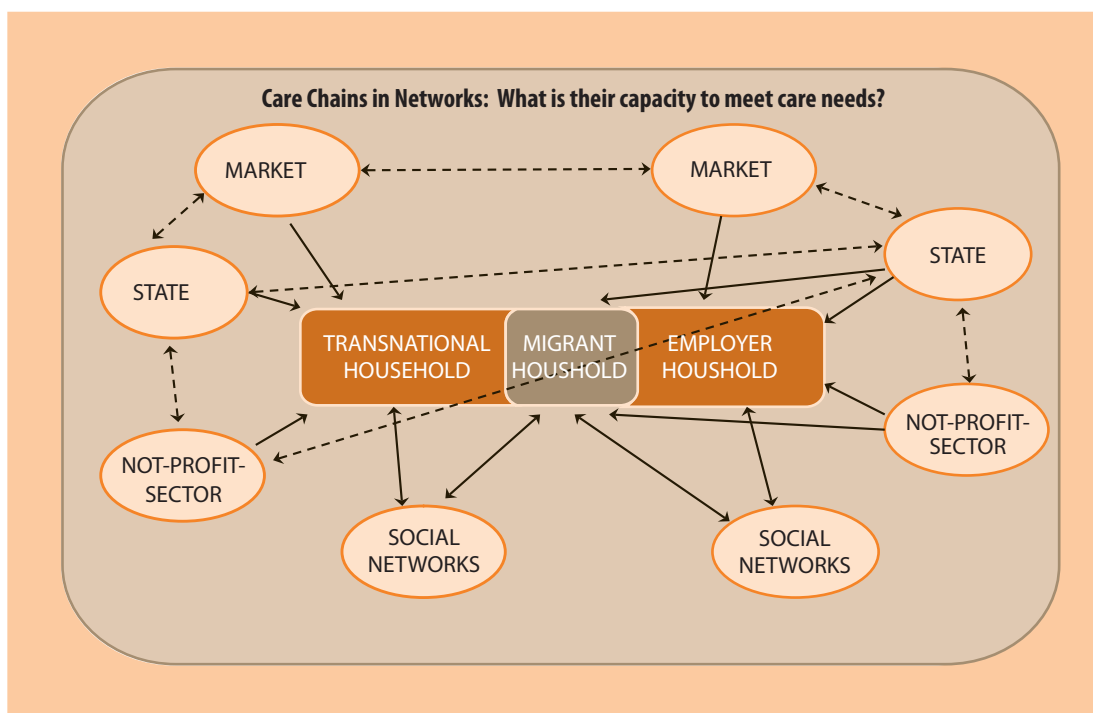 Care Chains in Networks: What is their capacity to meet care needs?
MARKET
MARKET
STATE
STATE
TRANSNATIONAL
HOUSEHOLD
MIGRANT
HOUSHOLD
EMPLOYER
HOUSHOLD
NOT-PROFIT-
SECTOR
NOT-PROFIT-
SECTOR
SOCIAL
NETWORKS
SOCIAL
NETWORKS